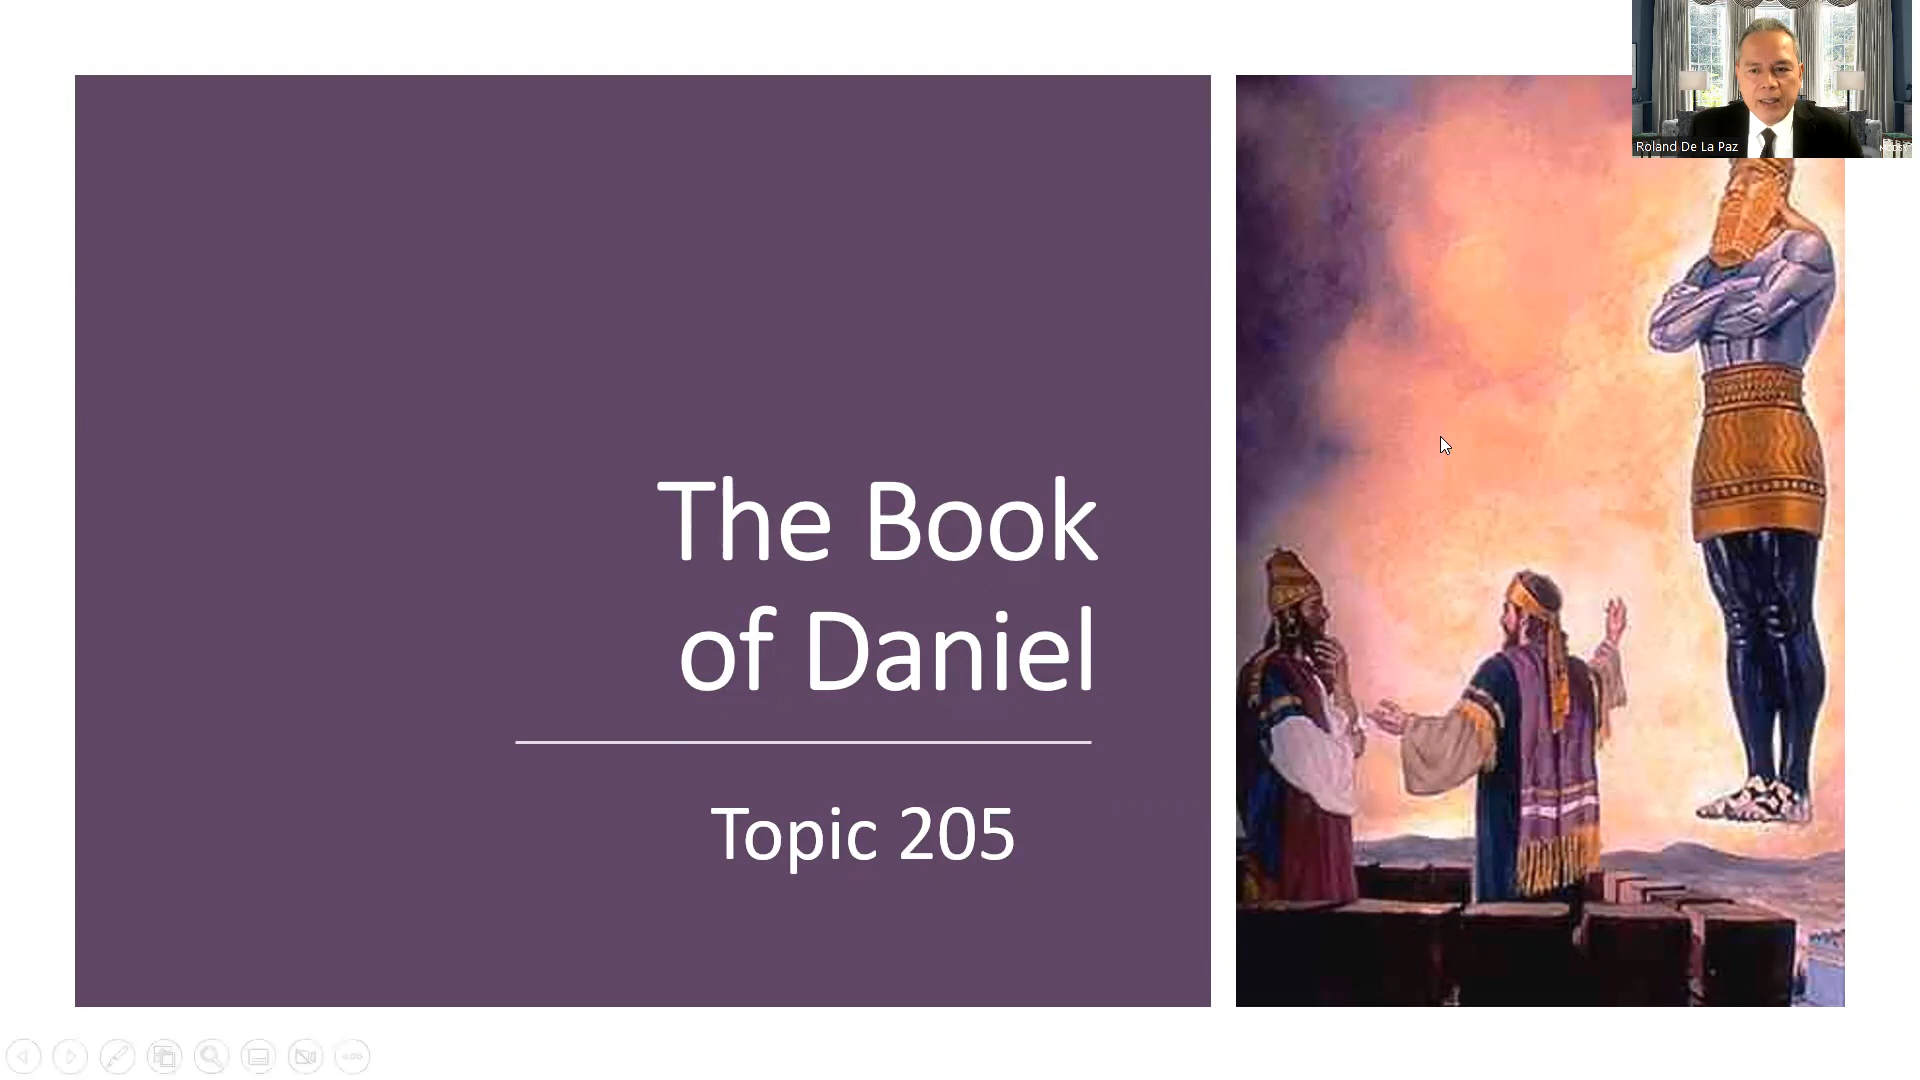 The Book
of Daniel
Topic 205
Roland De La Paz